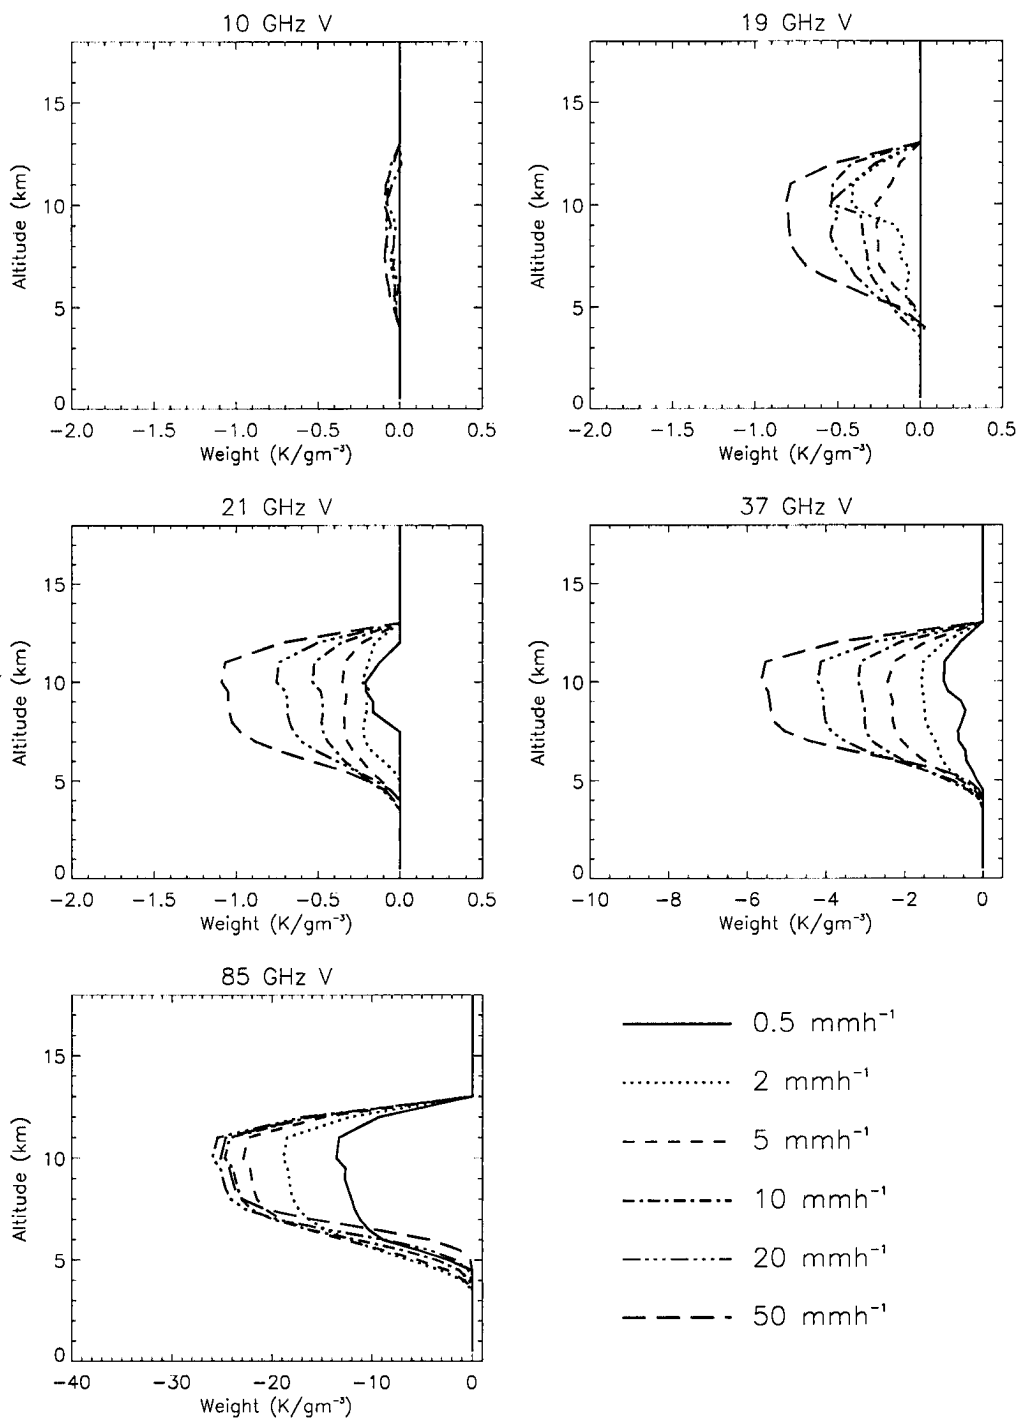 10 GHz V
19 GHz V
15
10
5
0
Altitude (km)
−2.0 −1.5 −1.0 −0.5 0.0 0.5
Weight (K/gm⁻³)
15
10
5
0
Altitude (km)
−2.0 −1.5 −1.0 −0.5 0.0 0.5
Weight (K/gm⁻³)
21 GHz V
37 GHz V
15
10
5
0
Altitude (km)
−2.0 −1.5 −1.0 −0.5 0.0 0.5
Weight (K/gm⁻³)
15
10
5
0
Altitude (km)
−10 −8 −6 −4 −2 0
Weight (K/gm⁻³)
85 GHz V
15
10
5
0
Altitude (km)
−40 −30 −20 −10 0
Weight (K/gm⁻³)
0.5 mmh⁻¹
2 mmh⁻¹
5 mmh⁻¹
10 mmh⁻¹
20 mmh⁻¹
50 mmh⁻¹